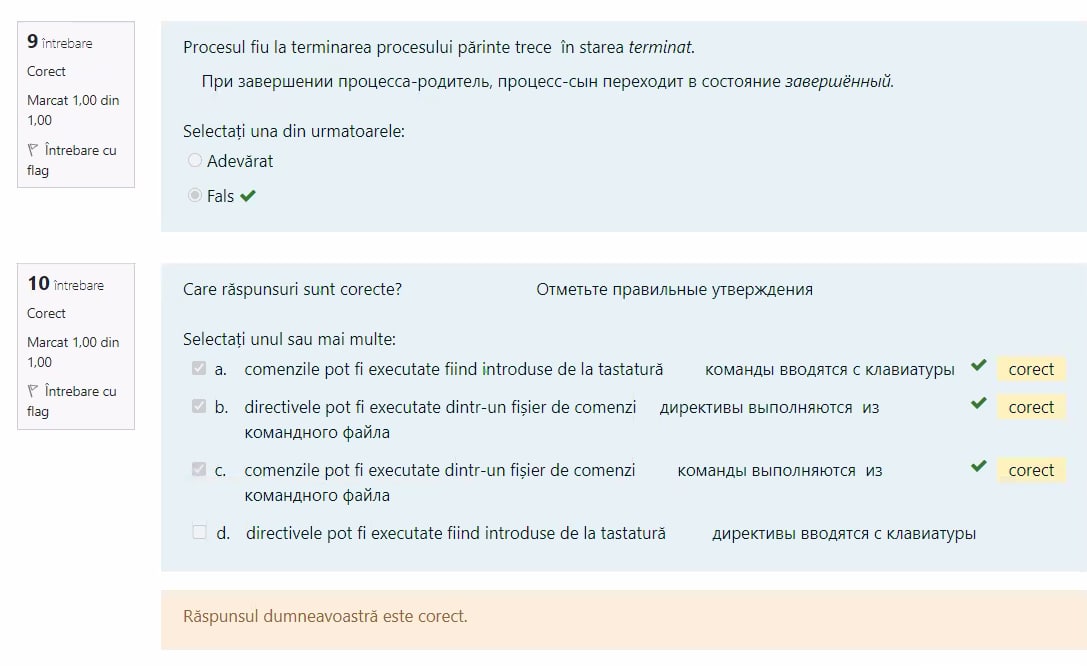 9 întrebare
Corect
Marcat 1,00 din
1,00
Întrebare cu
flag
Procesul fiu la terminarea procesului părinte trece în starea terminat.
При завершении процесса-родитель, процесс-сын переходит в состояние завершённый.
Selectați una din urmatoarele:
Adevărat
Fals
10 întrebare
Corect
Marcat 1,00 din
1,00
Întrebare cu
flag
Care răspunsuri sunt corecte? Отметьте правильные утверждения
Selectați unul sau mai multe:
a. comenzile pot fi executate fiind introduse de la tastatură команды вводятся с клавиатуры corect
b. directivele pot fi executate dintr-un fișier de comenzi директивы выполняются из corect
командного файла
c. comenzile pot fi executate dintr-un fișier de comenzi команды выполняются из corect
командного файла
d. directivele pot fi executate fiind introduse de la tastatură директивы вводятся с клавиатуры
Răspunsul dumneavoastră este corect.